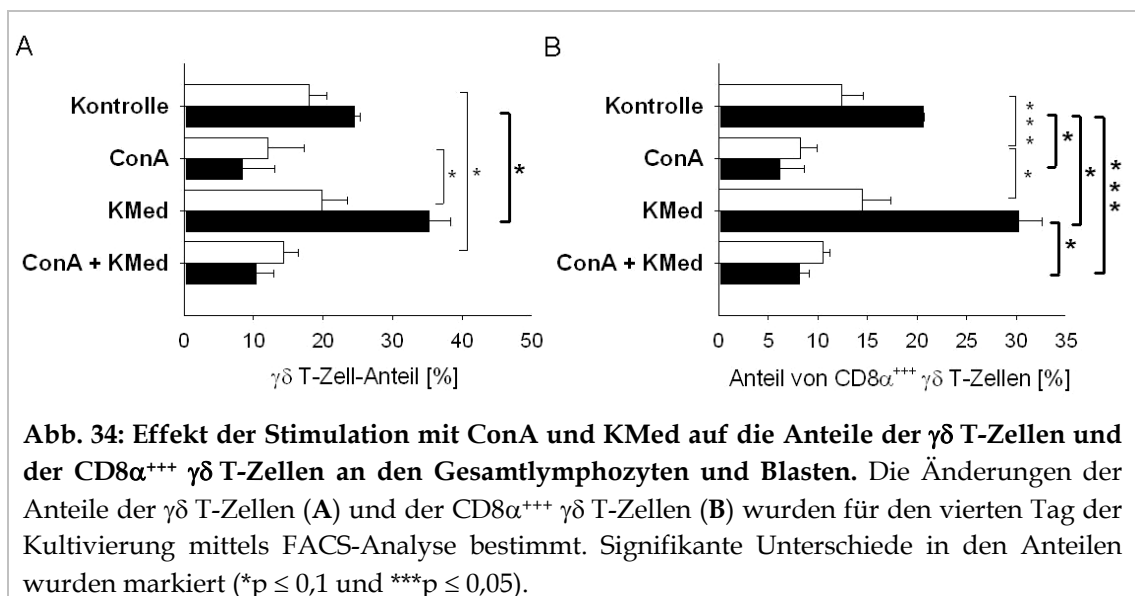 A
B
Kontrolle
ConA
KMed
ConA + KMed
* * *
0 10 20 30 40 50
γδ T-Zell-Anteil [%]
Kontrolle
ConA
KMed
ConA + KMed
***
*
*
*
***
*
0 5 10 15 20 25 30 35
Anteil von CD8α+++ γδ T-Zellen [%]
Abb. 34: Effekt der Stimulation mit ConA und KMed auf die Anteile der γδ T-Zellen und
der CD8α+++ γδ T-Zellen an den Gesamtlymphozyten und Blasten. Die Änderungen der
Anteile der γδ T-Zellen (A) und der CD8α+++ γδ T-Zellen (B) wurden für den vierten Tag der
Kultivierung mittels FACS-Analyse bestimmt. Signifikante Unterschiede in den Anteilen
wurden markiert (*p ≤ 0,1 und ***p ≤ 0,05).